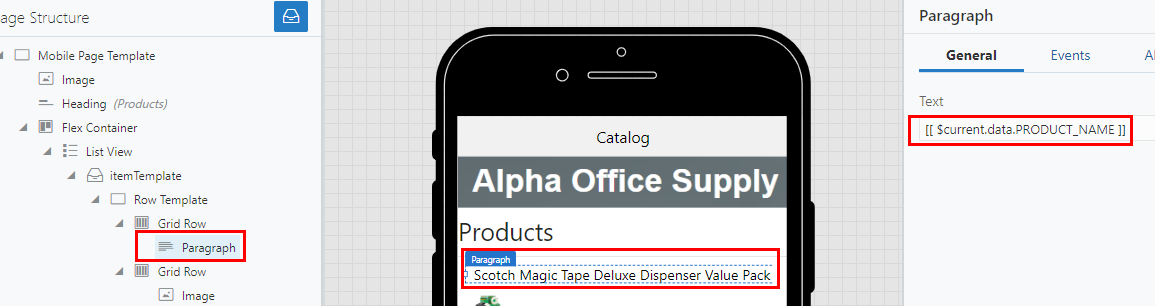 age Structure
Mobile Page Template
Image
Heading (Products)
Flex Container
List View
itemTemplate
Row Template
Grid Row
Paragraph
Grid Row
Image
Catalog
Alpha Office Supply
Products
Paragraph
Scotch Magic Tape Deluxe Dispenser Value Pack
Paragraph
General Events Al
Text
[[ $current.data.PRODUCT_NAME ]]